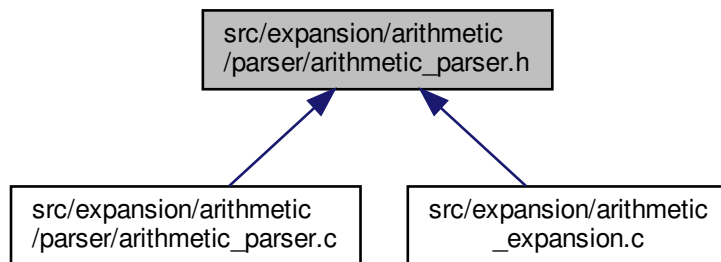 src/expansion/arithmetic
/parser/arithmetic_parser.h
src/expansion/arithmetic
/parser/arithmetic_parser.c
src/expansion/arithmetic
_expansion.c